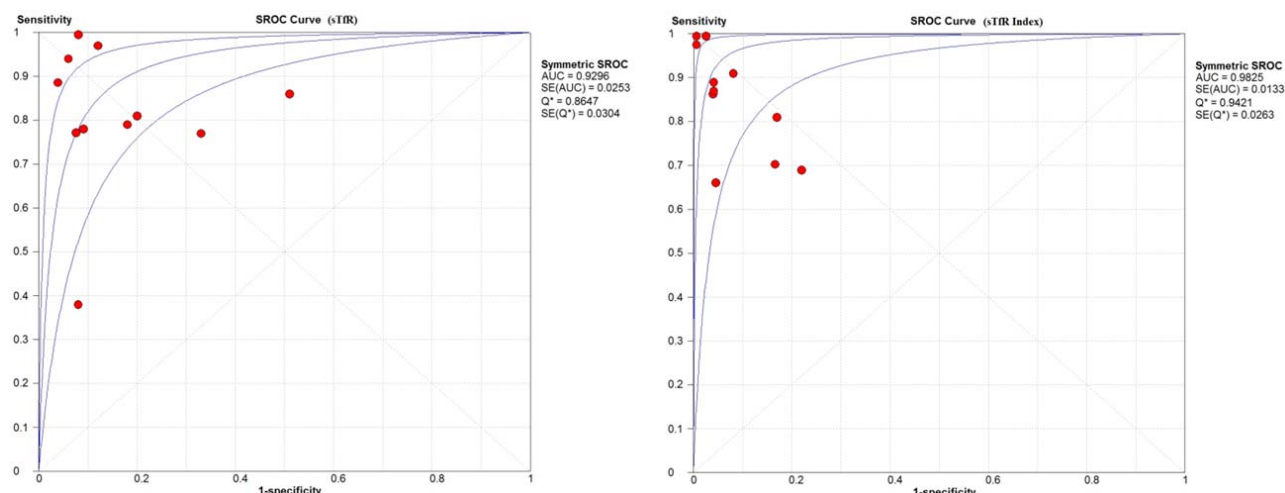 Sensitivity
SROC Curve (sTfR)
1
0.9
0.8
0.7
0.6
0.5
0.4
0.3
0.2
0.1
0
0
0.2
0.4
0.6
0.8
1
1-specificity
Symmetric SROC
AUC = 0.9296
SE(AUC) = 0.0253
Q* = 0.8647
SE(Q*) = 0.0304
Sensitivity
SROC Curve (sTfR Index)
1
0.9
0.8
0.7
0.6
0.5
0.4
0.3
0.2
0.1
0
0
0.2
0.4
0.6
0.8
1
1-specificity
Symmetric SROC
AUC = 0.9825
SE(AUC) = 0.0133
Q* = 0.9421
SE(Q*) = 0.0263